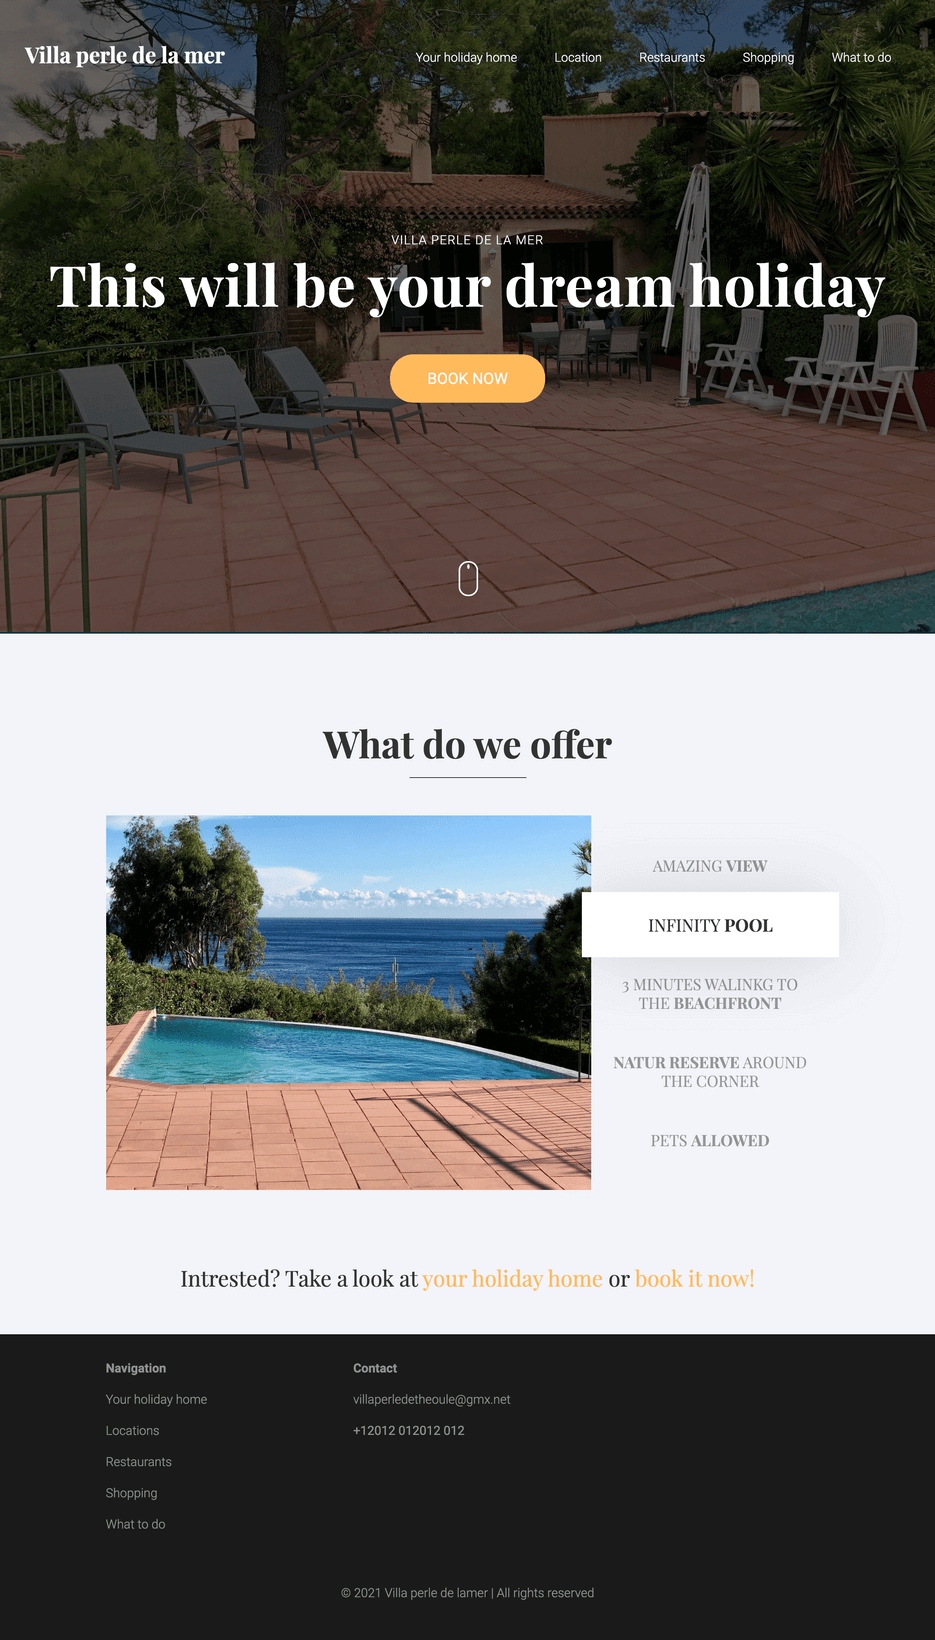 Villa perle de la mer
Your holiday home Location Restaurants Shopping What to do
VILLA PERLE DE LA MER
This will be your dream holiday
BOOK NOW
What do we offer
AMAZING VIEW
INFINITY POOL
3 MINUTES WALINKG TO
THE BEACHFRONT
NATUR RESERVE AROUND
THE CORNER
PETS ALLOWED
Intrested? Take a look at your holiday home or book it now!
Navigation
Your holiday home
Locations
Restaurants
Shopping
What to do
Contact
villaperledetheoule@gmx.net
+12012 012012 012
© 2021 Villa perle de lamer | All rights reserved